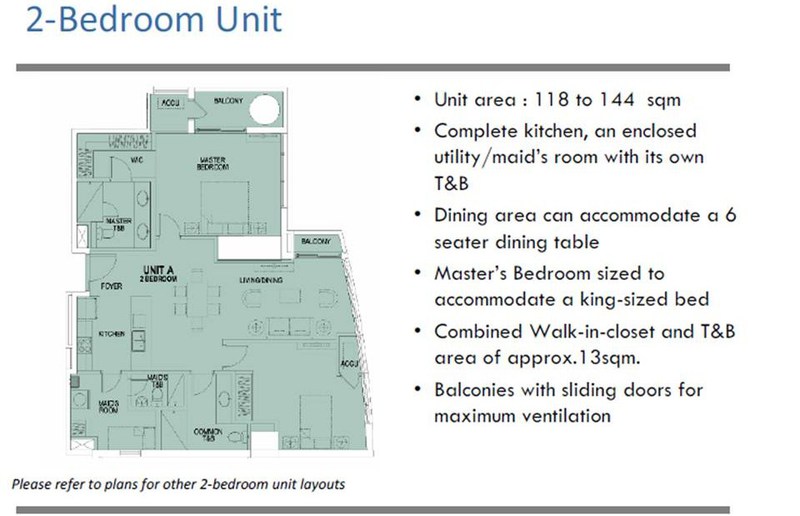 2-Bedroom Unit
ACCU
BALCONY
WIC
MASTER
BEDROOM
MASTER
T&B
BALCONY
UNIT A
2 BEDROOM
FOYER
LIVING/DINING
KITCHEN
ACCU
MAID'S
T&B
MAID'S
ROOM
COMMON
T&B
• Unit area : 118 to 144 sqm
• Complete kitchen, an enclosed
utility/maid's room with its own
T&B
• Dining area can accommodate a 6
seater dining table
• Master's Bedroom sized to
accommodate a king-sized bed
• Combined Walk-in-closet and T&B
area of approx.13sqm.
• Balconies with sliding doors for
maximum ventilation
Please refer to plans for other 2-bedroom unit layouts